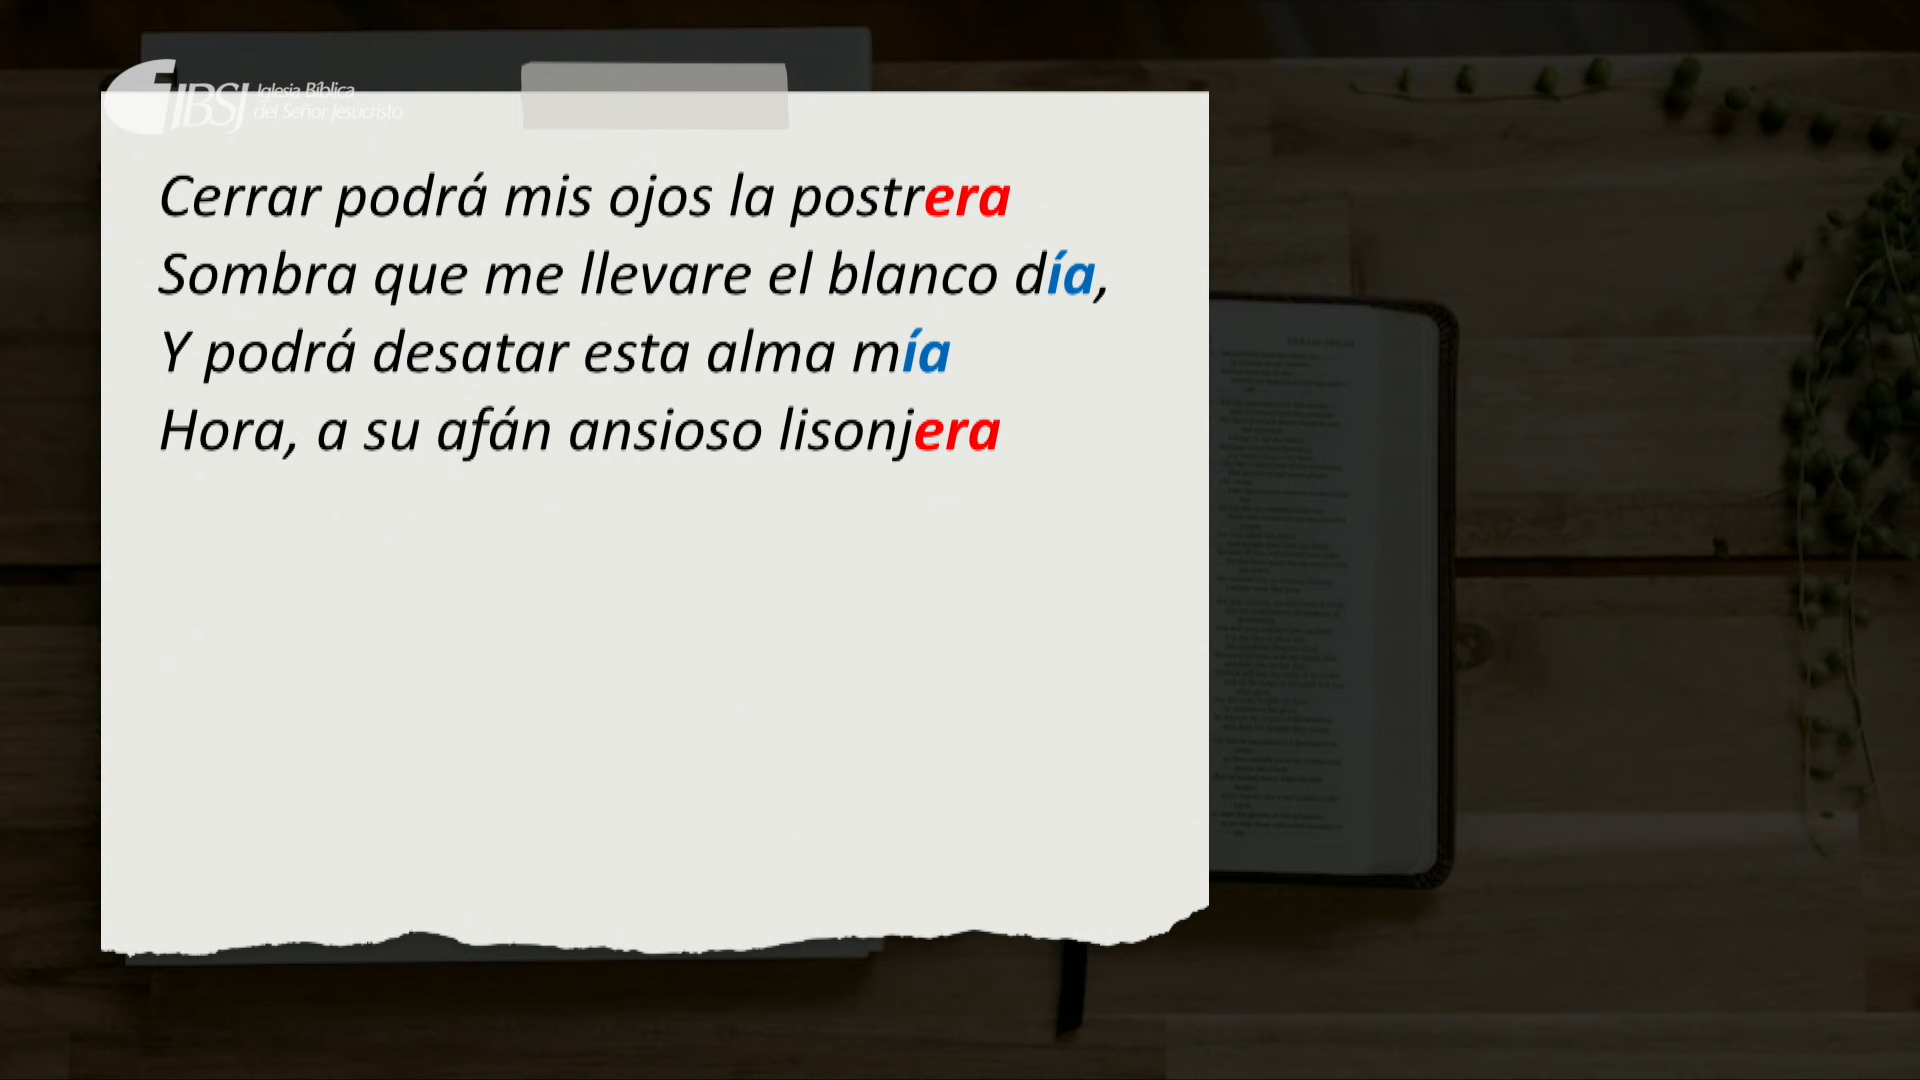 IBSJ Iglesia Bíblica
del Señor Jesucristo
Cerrar podrá mis ojos la postrera
Sombra que me llevare el blanco día,
Y podrá desatar esta alma mía
Hora, a su afán ansioso lisonjera